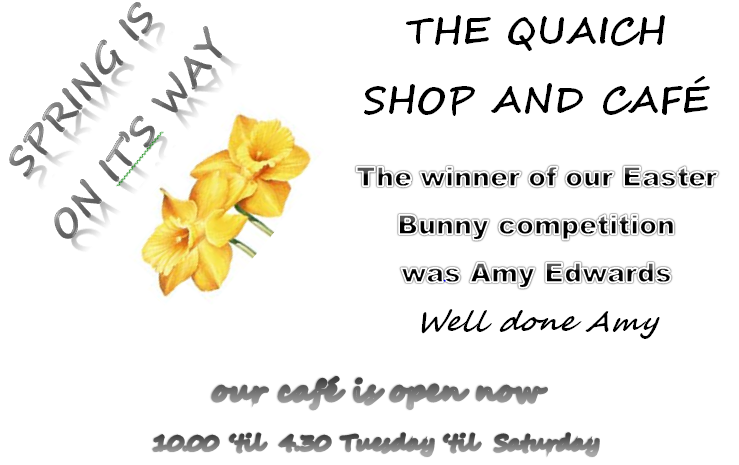 SPRING IS
ON IT'S WAY
THE QUAICH
SHOP AND CAFÉ
The winner of our Easter
Bunny competition
was Amy Edwards
Well done Amy
our café is open now
10.00 'til 4.30 Tuesday 'til Saturday